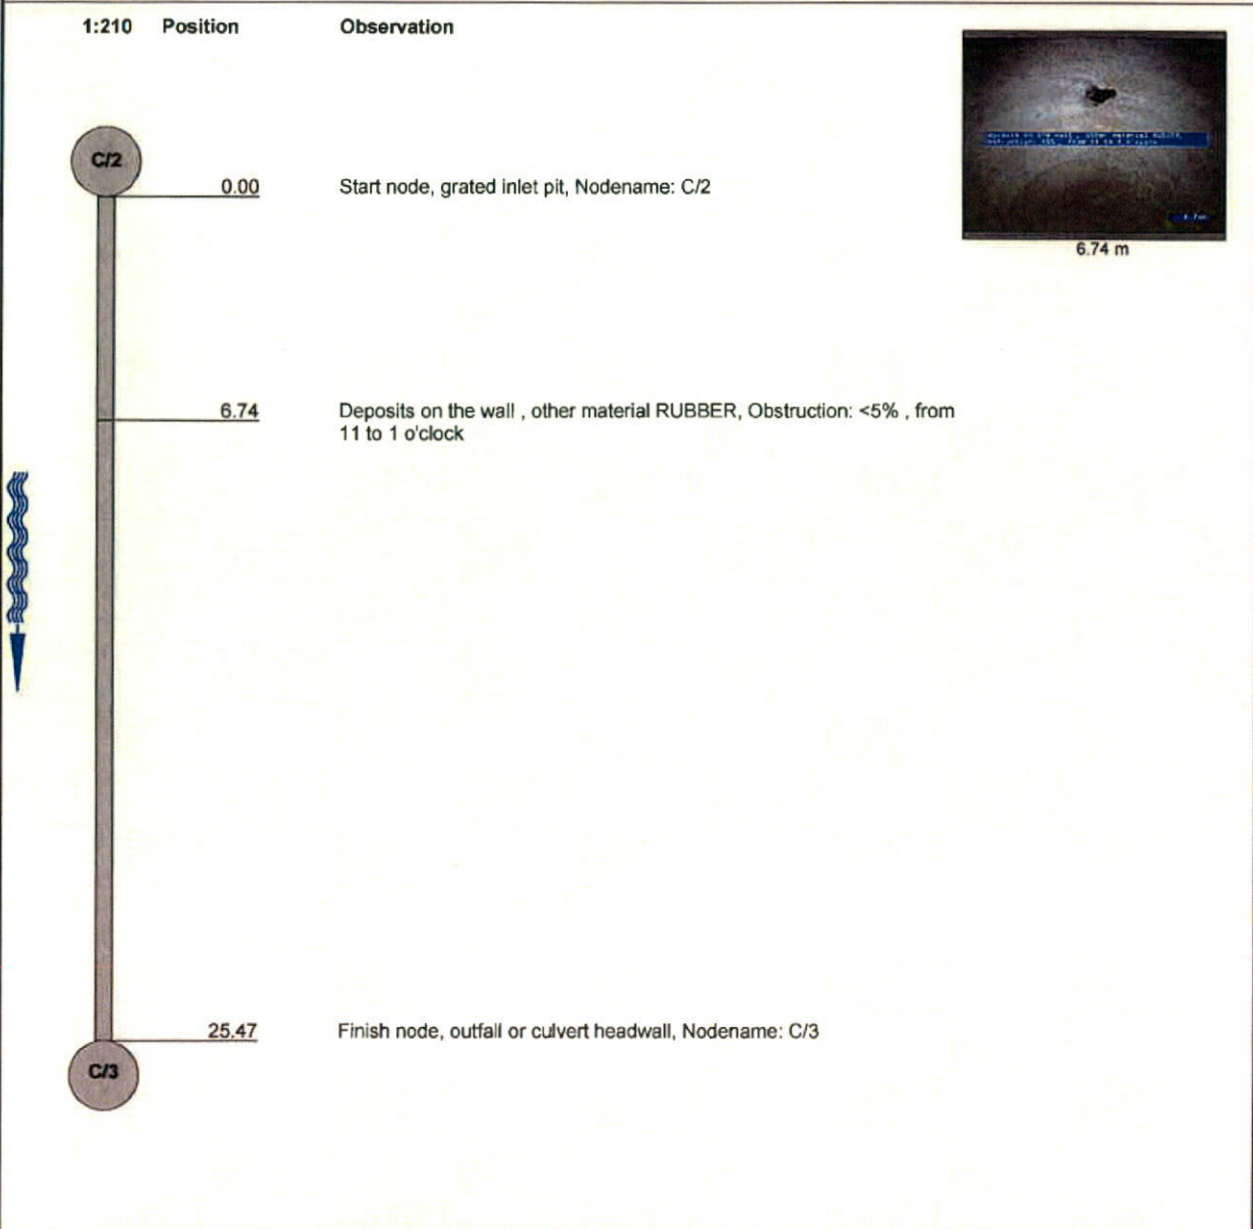 1:210 Position Observation
C/2
0.00 Start node, grated inlet pit, Nodename: C/2
6.74 m
6.74 Deposits on the wall , other material RUBBER, Obstruction: <5% , from
11 to 1 o'clock
25.47 Finish node, outfall or culvert headwall, Nodename: C/3
C/3